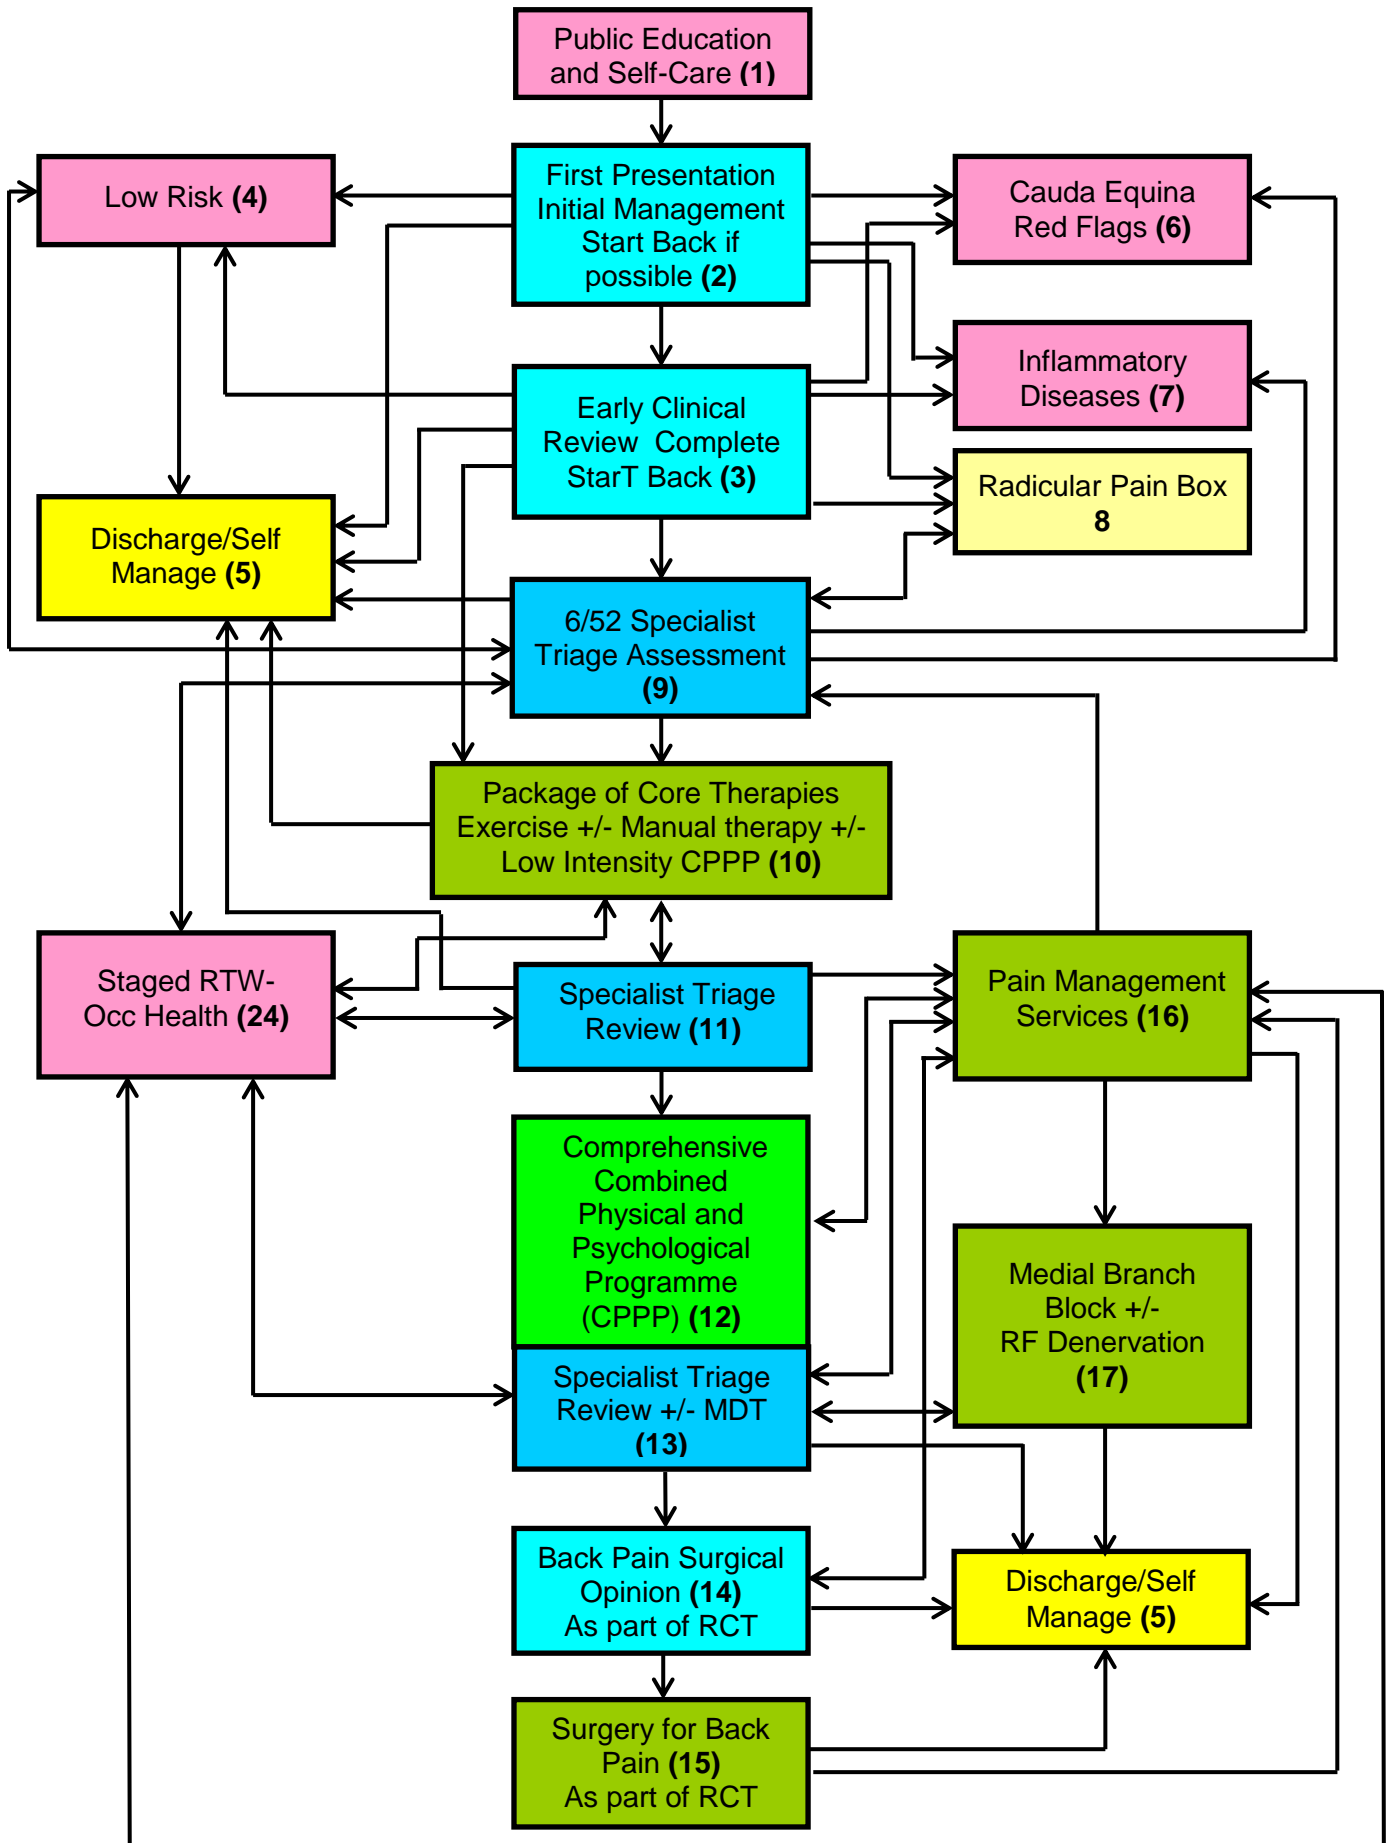 Public Education
and Self-Care (1)
Low Risk (4)
First Presentation
Initial Management
Start Back if
possible (2)
Cauda Equina
Red Flags (6)
Inflammatory
Diseases (7)
Early Clinical
Review  Complete
StarT Back (3)
Radicular Pain Box
8
Discharge/Self
Manage (5)
6/52 Specialist
Triage Assessment
(9)
Package of Core Therapies
Exercise +/- Manual therapy +/-
Low Intensity CPPP (10)
Staged RTW-
Occ Health (24)
Specialist Triage
Review (11)
Pain Management
Services (16)
Comprehensive
Combined
Physical and
Psychological
Programme
(CPPP) (12)
Medial Branch
Block +/-
RF Denervation
(17)
Specialist Triage
Review +/- MDT
(13)
Back Pain Surgical
Opinion (14)
As part of RCT
Discharge/Self
Manage (5)
Surgery for Back
Pain (15)
As part of RCT